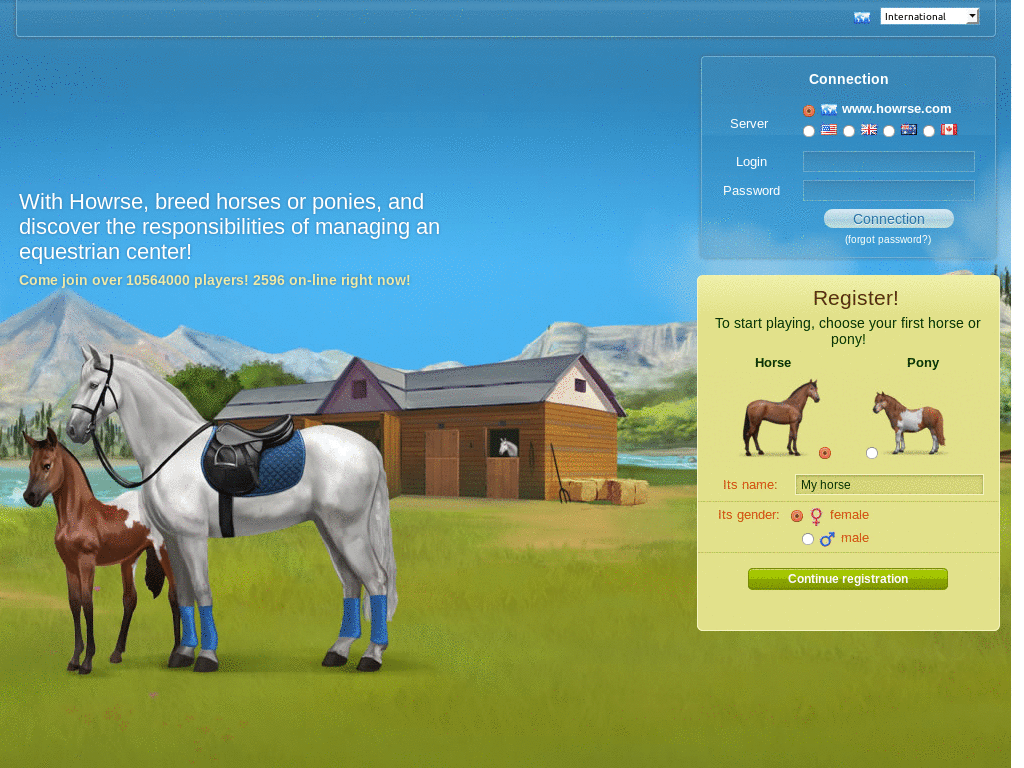 International
Connection
Server
www.howrse.com
Login
Password
Connection
(forgot password?)
With Howrse, breed horses or ponies, and
discover the responsibilities of managing an
equestrian center!
Come join over 10564000 players! 2596 on-line right now!
Register!
To start playing, choose your first horse or
pony!
Horse Pony
Its name: My horse
Its gender: female
male
Continue registration